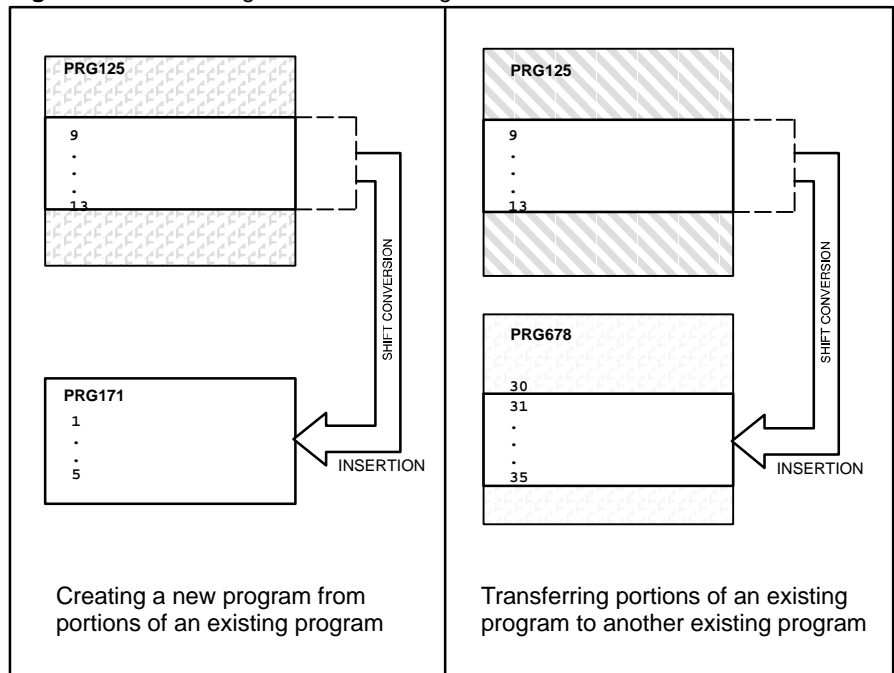 PRG125
9
.
.
.
13
SHIFT CONVERSION
PRG171
1
.
.
5
INSERTION
Creating a new program from
portions of an existing program
PRG125
9
.
.
.
13
SHIFT CONVERSION
PRG678
30
31
.
.
.
35
INSERTION
Transferring portions of an existing
program to another existing program